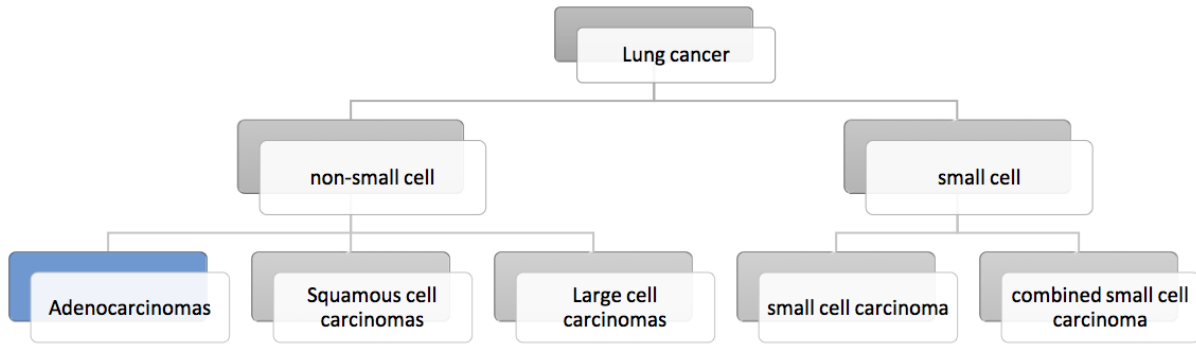 Lung cancer
non-small cell
small cell
Adenocarcinomas
Squamous cell
carcinomas
Large cell
carcinomas
small cell carcinoma
combined small cell
carcinoma